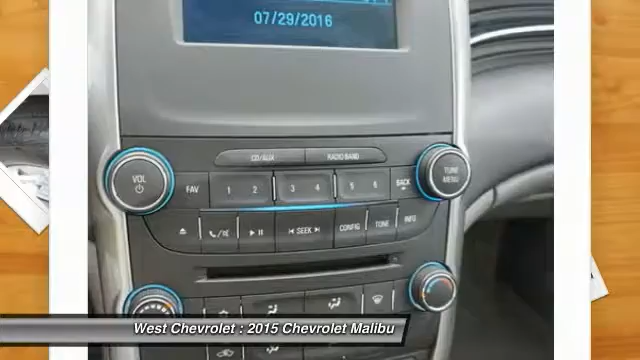 07/29/2016
CD/AUX RADIO BAND
VOL
TUNE
MENU
FAV 1 2 3 4 5 6 BACK
SEEK CONFIG TONE INFO
West Chevrolet : 2015 Chevrolet Malibu